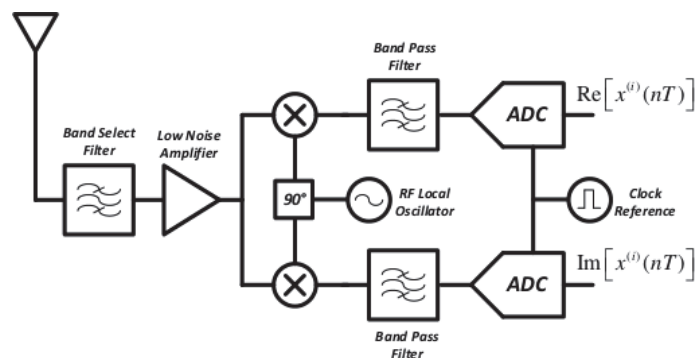 Band Pass
Filter
ADC
Re[x^(i)(nT)]
Band Select
Filter
Low Noise
Amplifier
90°
RF Local
Oscillator
Clock
Reference
ADC
Im[x^(i)(nT)]
Band Pass
Filter